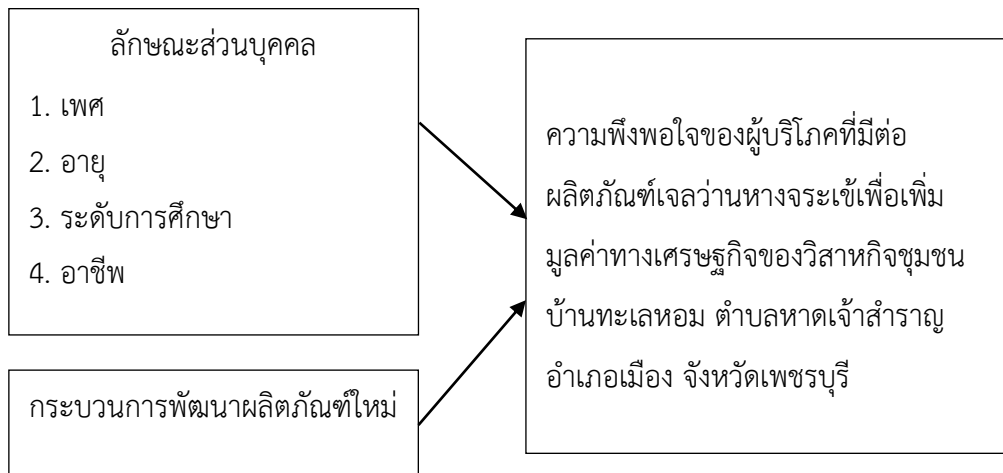 ลักษณะส่วนบุคคล
1. เพศ
2. อายุ
3. ระดับการศึกษา
4. อาชีพ
กระบวนการพัฒนาผลิตภัณฑ์ใหม่
ความพึงพอใจของผู้บริโภคที่มีต่อ
ผลิตภัณฑ์เจลว่านหางจระเข้เพื่อเพิ่ม
มูลค่าทางเศรษฐกิจของวิสาหกิจชุมชน
บ้านทะเลหอม ตำบลหาดเจ้าสำราญ
อำเภอเมือง จังหวัดเพชรบุรี